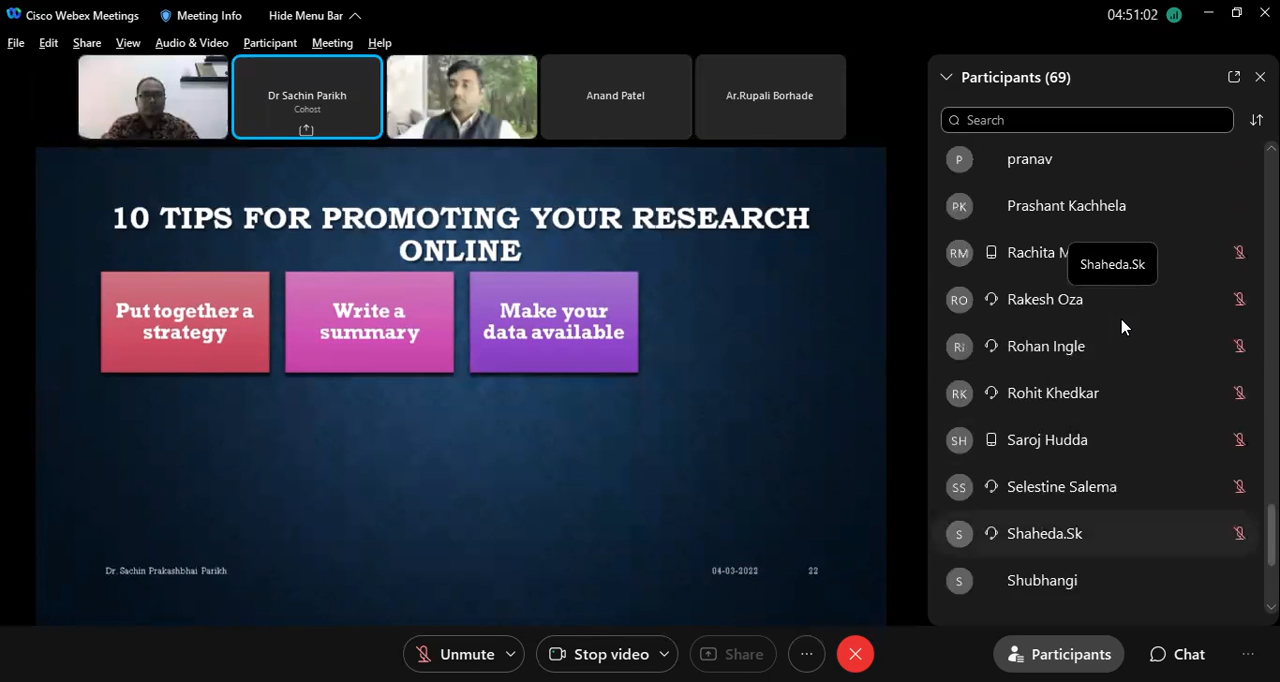 Cisco Webex Meetings
Meeting Info
Hide Menu Bar
04:51:02
File Edit Share View Audio & Video Participant Meeting Help
Dr Sachin Parikh
Cohost
Anand Patel
Ar.Rupali Borhade
10 TIPS FOR PROMOTING YOUR RESEARCH
ONLINE
Put together a
strategy
Write a
summary
Make your
data available
Dr. Sachin Prakashbhai Parikh
04-03-2022
22
Participants (69)
Search
P pranav
PK Prashant Kachhela
RM Rachita M
Shaheda.Sk
RO Rakesh Oza
Ri Rohan Ingle
RK Rohit Khedkar
SH Saroj Hudda
SS Selestine Salema
S Shaheda.Sk
S Shubhangi
Unmute
Stop video
Share
Participants
Chat